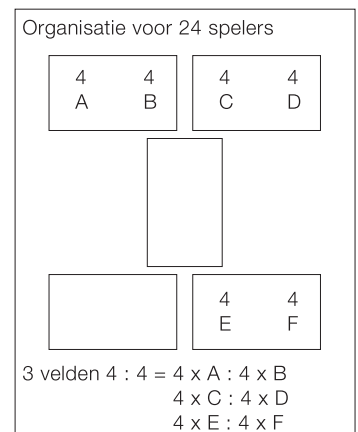 Organisatie voor 24 spelers
4 4 4 4
A B C D
4 4
E F
3 velden 4 : 4 = 4 x A : 4 x B
4 x C : 4 x D
4 x E : 4 x F